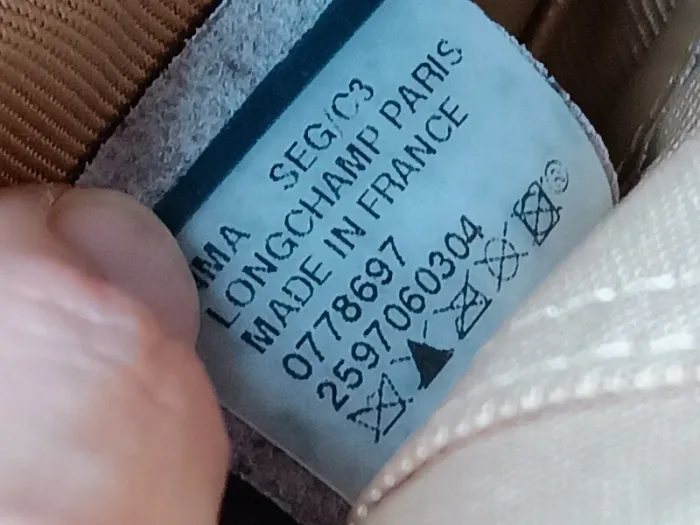 MA SEG/C3
LONGCHAMP PARIS
MADE IN FRANCE
0778697
2597060304